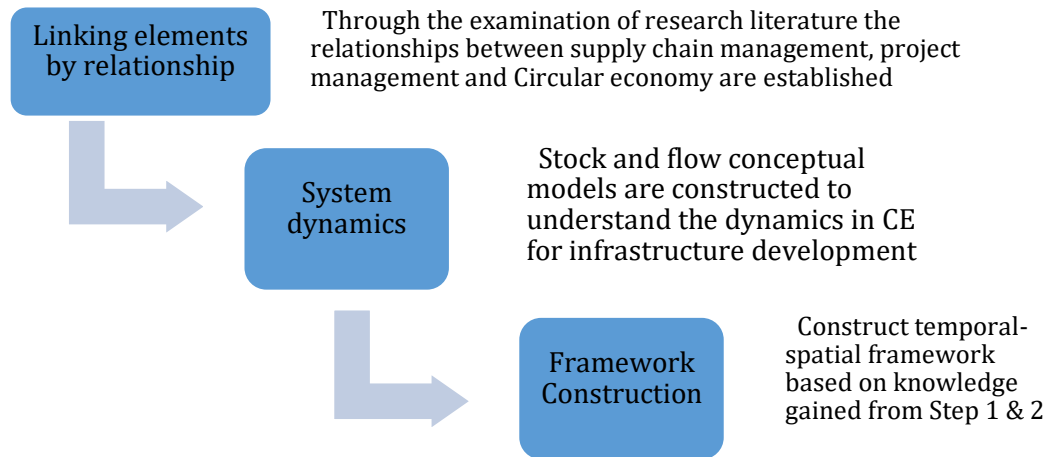 Linking elements
by relationship
Through the examination of research literature the
relationships between supply chain management, project
management and Circular economy are established
System
dynamics
Stock and flow conceptual
models are constructed to
understand the dynamics in CE
for infrastructure development
Framework
Construction
Construct temporal-
spatial framework
based on knowledge
gained from Step 1 & 2